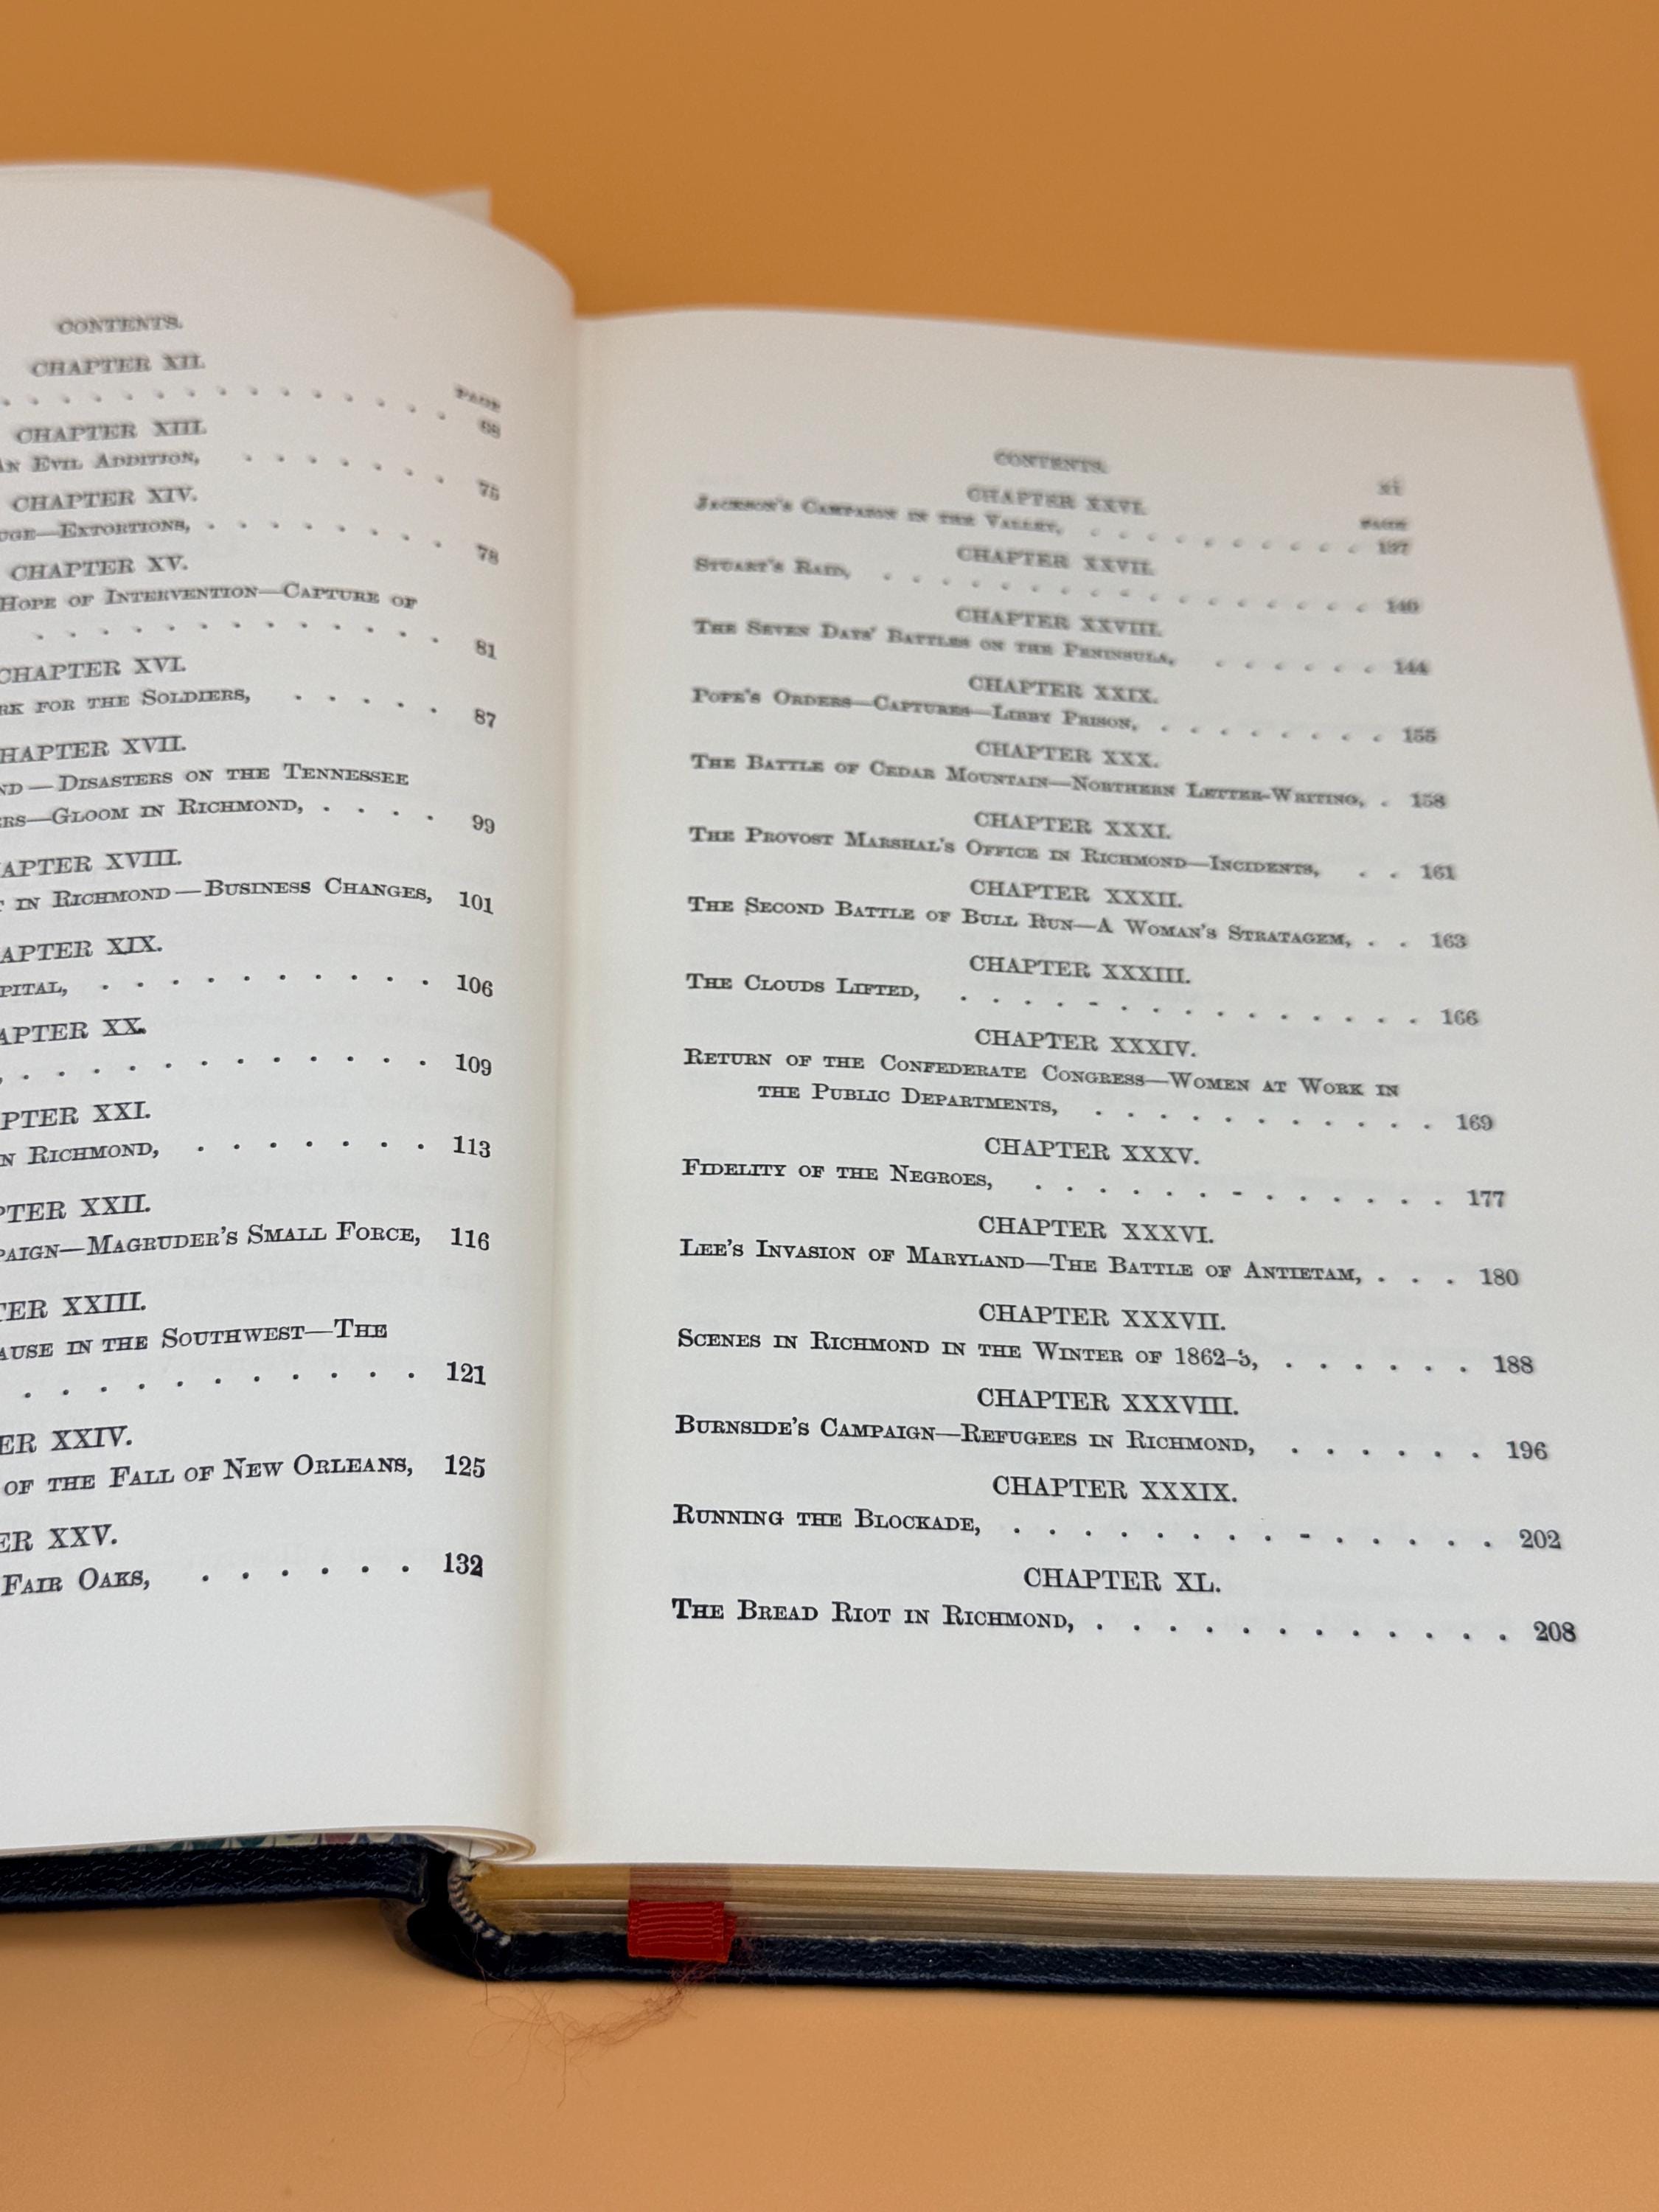 CONTENTS.
CHAPTER XII.
PAGE
. . . . . . . . . . . . . . 68
CHAPTER XIII.
AN EVIL ADDITION, . . . . . . . 75
CHAPTER XIV.
—EXTORTIONS, . . . . . . . 78
CHAPTER XV.
HOPE OF INTERVENTION—CAPTURE OF
. . . . . . . . . . . . . 81
CHAPTER XVI.
FOR THE SOLDIERS, . . . . . 87
CHAPTER XVII.
—DISASTERS ON THE TENNESSEE
—GLOOM IN RICHMOND, . . . . 99
CHAPTER XVIII.
IN RICHMOND—BUSINESS CHANGES, 101
APTER XIX.
PITAL, . . . . . . . . . . 106
APTER XX.
, . . . . . . . . . . . . 109
PTER XXI.
N RICHMOND, . . . . . . . 113
PTER XXII.
PAIGN—MAGRUDER'S SMALL FORCE, 116
TER XXIII.
AUSE IN THE SOUTHWEST—THE
. . . . . . . . . . . 121
ER XXIV.
OF THE FALL OF NEW ORLEANS, 125
ER XXV.
FAIR OAKS, . . . . . . 132
CONTENTS. xi
CHAPTER XXVI.
PAGE
JACKSON'S CAMPAIGN IN THE VALLEY, . . . . . . . . . . 137
CHAPTER XXVII.
STUART'S RAID, . . . . . . . . . . . . . . . . . 140
CHAPTER XXVIII.
THE SEVEN DAYS' BATTLES ON THE PENINSULA, . . . . . . 144
CHAPTER XXIX.
POPE'S ORDERS—CAPTURES—LIBBY PRISON, . . . . . . . . 155
CHAPTER XXX.
THE BATTLE OF CEDAR MOUNTAIN—NORTHERN LETTER-WRITING, . 158
CHAPTER XXXI.
THE PROVOST MARSHAL'S OFFICE IN RICHMOND—INCIDENTS, . . 161
CHAPTER XXXII.
THE SECOND BATTLE OF BULL RUN—A WOMAN'S STRATAGEM, . . 163
CHAPTER XXXIII.
THE CLOUDS LIFTED, . . . . . . . . . . . . . . . 166
CHAPTER XXXIV.
RETURN OF THE CONFEDERATE CONGRESS—WOMEN AT WORK IN
THE PUBLIC DEPARTMENTS, . . . . . . . . . . . 169
CHAPTER XXXV.
FIDELITY OF THE NEGROES, . . . . . . . . . . . . . 177
CHAPTER XXXVI.
LEE'S INVASION OF MARYLAND—THE BATTLE OF ANTIETAM, . . . 180
CHAPTER XXXVII.
SCENES IN RICHMOND IN THE WINTER OF 1862–3, . . . . . . 188
CHAPTER XXXVIII.
BURNSIDE'S CAMPAIGN—REFUGEES IN RICHMOND, . . . . . . 196
CHAPTER XXXIX.
RUNNING THE BLOCKADE, . . . . . . . . . . . . . . 202
CHAPTER XL.
THE BREAD RIOT IN RICHMOND, . . . . . . . . . . . . 208